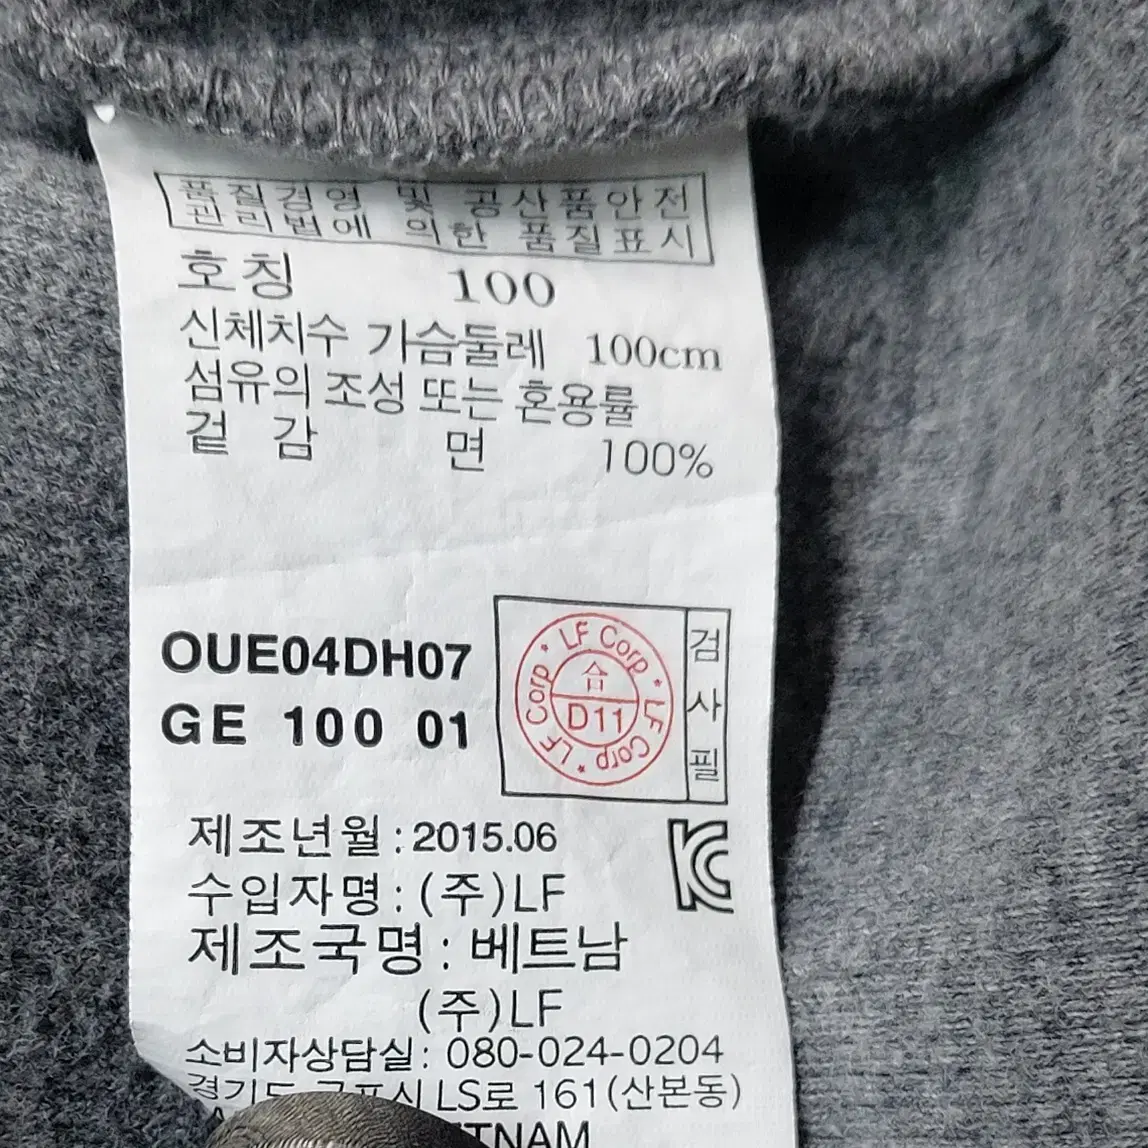 품질경영 및 공산품안전
관리법에 의한 품질표시
호칭 100
신체치수 가슴둘레 100cm
섬유의 조성 또는 혼용률
겉 감 면 100%
OUE04DH07
GE 100 01
LF Corp * LF Corp * LF Corp *
合
D11
검
사
필
제조년월 : 2015.06
수입자명 : (주)LF
제조국명 : 베트남
(주)LF
소비자상담실: 080-024-0204
경기도 군포시 LS로 161(산본동)